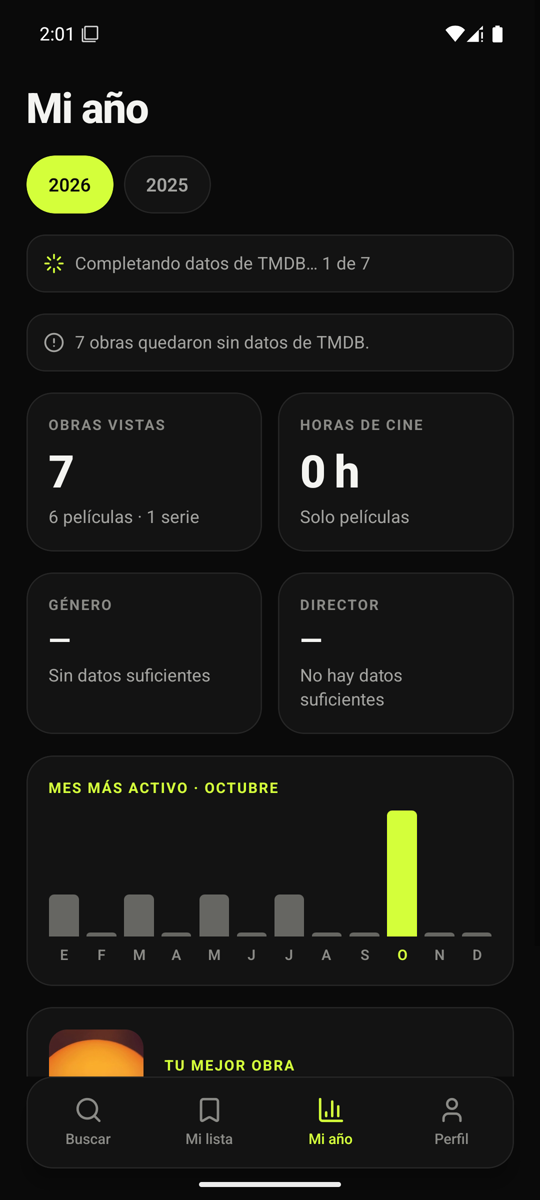 2:01
Mi año
2026
2025
Completando datos de TMDB... 1 de 7
7 obras quedaron sin datos de TMDB.
OBRAS VISTAS
7
6 películas · 1 serie
HORAS DE CINE
0 h
Solo películas
GÉNERO
—
Sin datos suficientes
DIRECTOR
—
No hay datos
suficientes
MES MÁS ACTIVO · OCTUBRE
E F M A M J J A S O N D
TU MEJOR OBRA
Buscar
Mi lista
Mi año
Perfil